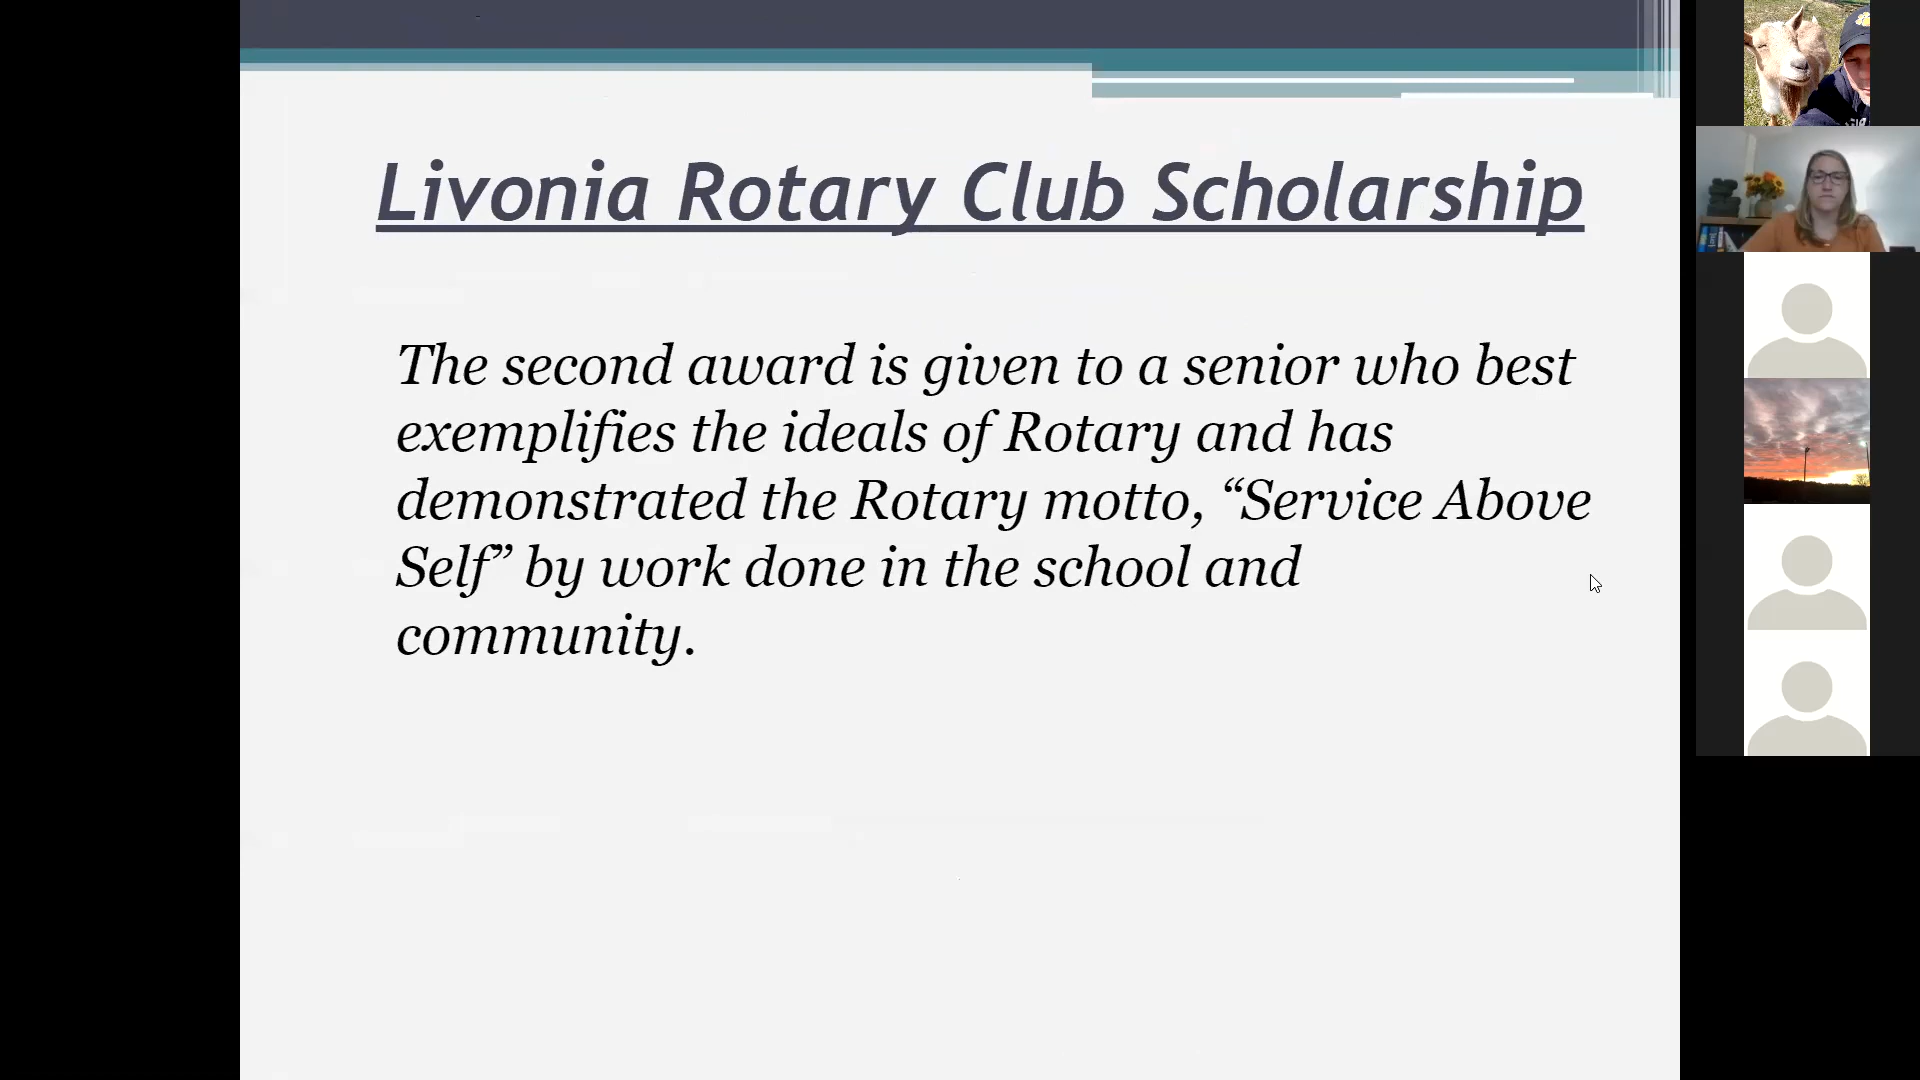 Livonia Rotary Club Scholarship
The second award is given to a senior who best
exemplifies the ideals of Rotary and has
demonstrated the Rotary motto, “Service Above
Self” by work done in the school and
community.